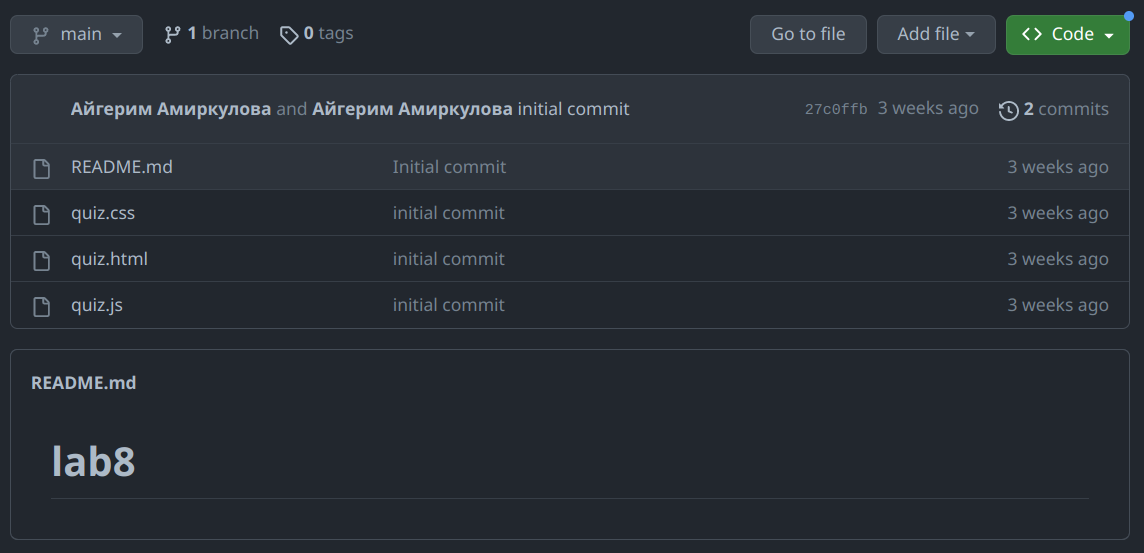 main 1 branch 0 tags Go to file Add file Code
Айгерим Амиркулова and Айгерим Амиркулова initial commit 27c0ffb 3 weeks ago 2 commits
README.md Initial commit 3 weeks ago
quiz.css initial commit 3 weeks ago
quiz.html initial commit 3 weeks ago
quiz.js initial commit 3 weeks ago
README.md
lab8